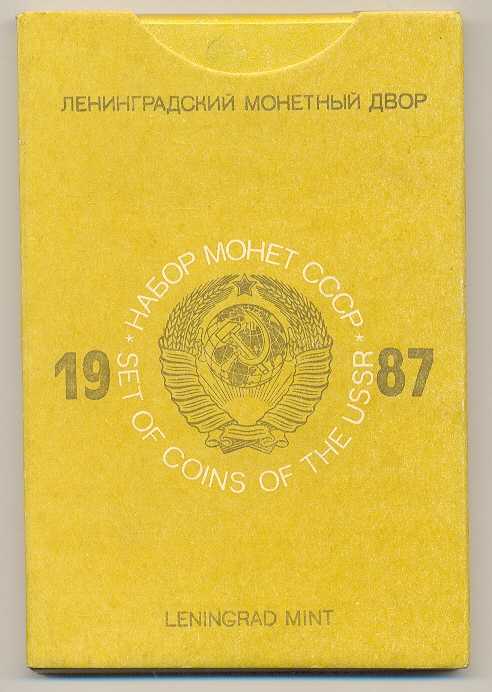 ЛЕНИНГРАДСКИЙ МОНЕТНЫЙ ДВОР
* НАБОР МОНЕТ СССР *
19 87
SET OF COINS OF THE USSR
LENINGRAD MINT